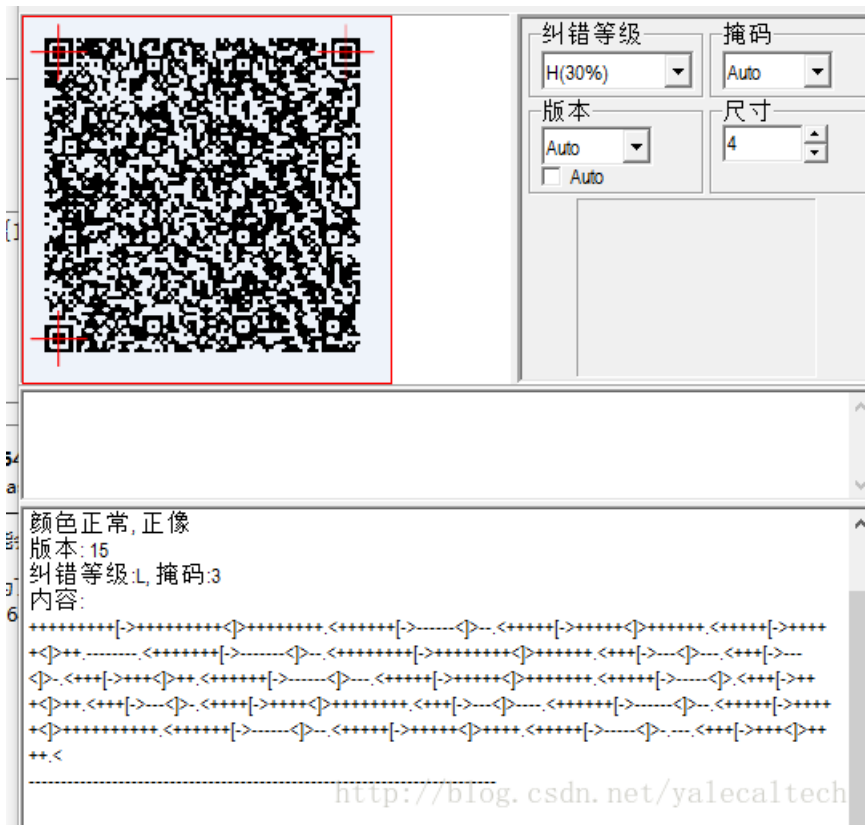 纠错等级
掩码
H(30%)
Auto
版本
尺寸
Auto
4
Auto
颜色正常, 正像
版本: 15
纠错等级:L, 掩码:3
内容:
+++++++++[->+++++++++<]>++++++++.<++++++[->------<]>--.<+++++[->+++++<]>++++++.<+++++[->++++
+<]>++.--------.<+++++++[->-------<]>--.<++++++++[->++++++++<]>++++++.<+++[->---<]>---.<+++[->---
<]>-.<+++[->+++<]>++.<++++++[->------<]>---.<+++++[->+++++<]>+++++++.<+++++[->-----<]>.<+++[->++
+<]>++.<+++[->---<]>-.<++++[->++++<]>++++++++.<+++[->---<]>----.<++++++[->------<]>--.<+++++[->++++
+<]>++++++++++.<++++++[->------<]>--.<+++++[->+++++<]>++++.<+++++[->-----<]>-.---.<+++[->+++<]>++
++.<
--------------------------------------------------------------------------
http://blog.csdn.net/yalecaltech